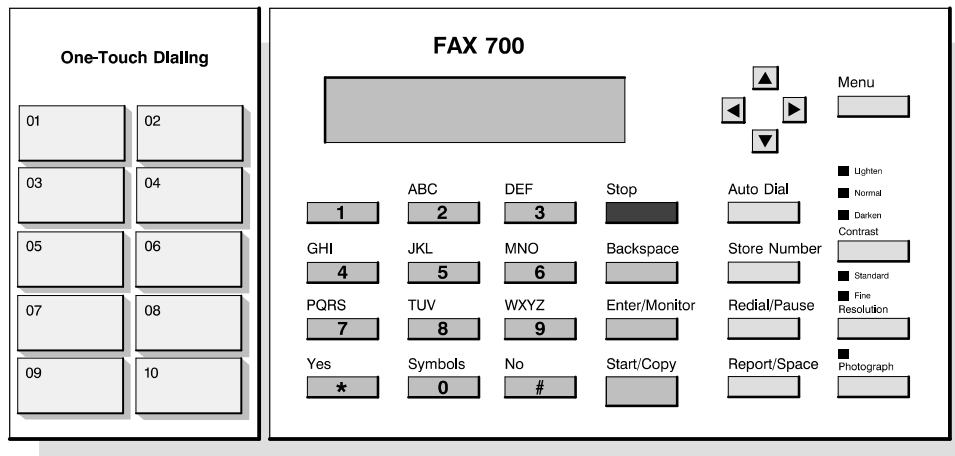 One-Touch Dialing
01
02
03
04
05
06
07
08
09
10
FAX 700
Menu
Lighten
Normal
Darken
Contrast
Standard
Fine
Resolution
Photograph
ABC
DEF
Stop
Auto Dial
1
2
3
GHI
JKL
MNO
Backspace
Store Number
4
5
6
PQRS
TUV
WXYZ
Enter/Monitor
Redial/Pause
7
8
9
Yes
Symbols
No
Start/Copy
Report/Space
*
0
#